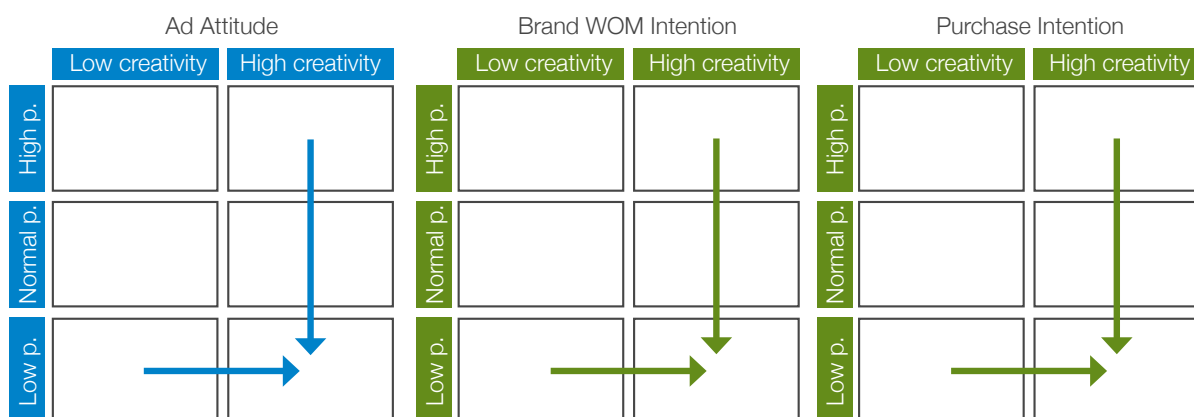 Ad Attitude
Low creativity High creativity
High p.
Normal p.
Low p.
Brand WOM Intention
Low creativity High creativity
High p.
Normal p.
Low p.
Purchase Intention
Low creativity High creativity
High p.
Normal p.
Low p.